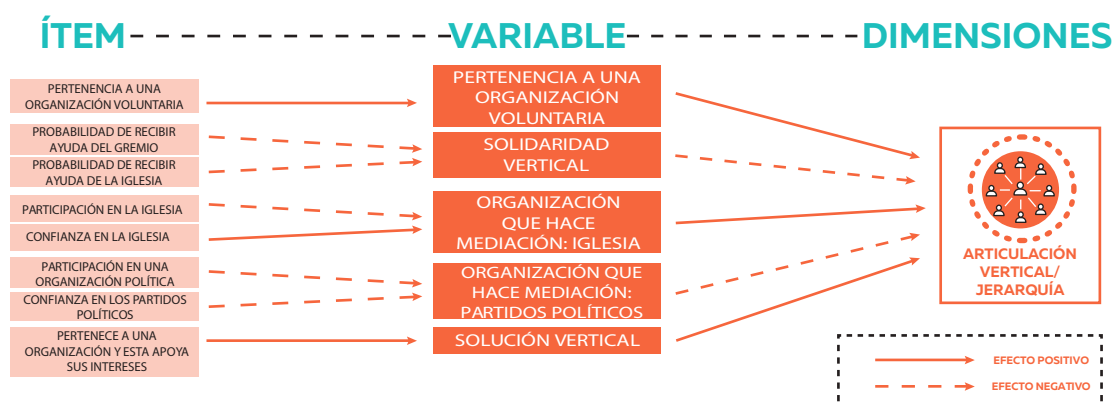 ÍTEM
VARIABLE
DIMENSIONES
PERTENENCIA A UNA
ORGANIZACIÓN VOLUNTARIA
PROBABILIDAD DE RECIBIR
AYUDA DEL GREMIO
PROBABILIDAD DE RECIBIR
AYUDA DE LA IGLESIA
PARTICIPACIÓN EN LA IGLESIA
CONFIANZA EN LA IGLESIA
PARTICIPACIÓN EN UNA
ORGANIZACIÓN POLÍTICA
CONFIANZA EN LOS PARTIDOS
POLÍTICOS
PERTENECE A UNA
ORGANIZACIÓN Y ESTA APOYA
SUS INTERESES
PERTENENCIA A UNA
ORGANIZACIÓN
VOLUNTARIA
SOLIDARIDAD
VERTICAL
ORGANIZACIÓN
QUE HACE
MEDIACIÓN: IGLESIA
ORGANIZACIÓN QUE
HACE MEDIACIÓN:
PARTIDOS POLÍTICOS
SOLUCIÓN VERTICAL
ARTICULACIÓN
VERTICAL/
JERARQUÍA
EFECTO POSITIVO
EFECTO NEGATIVO